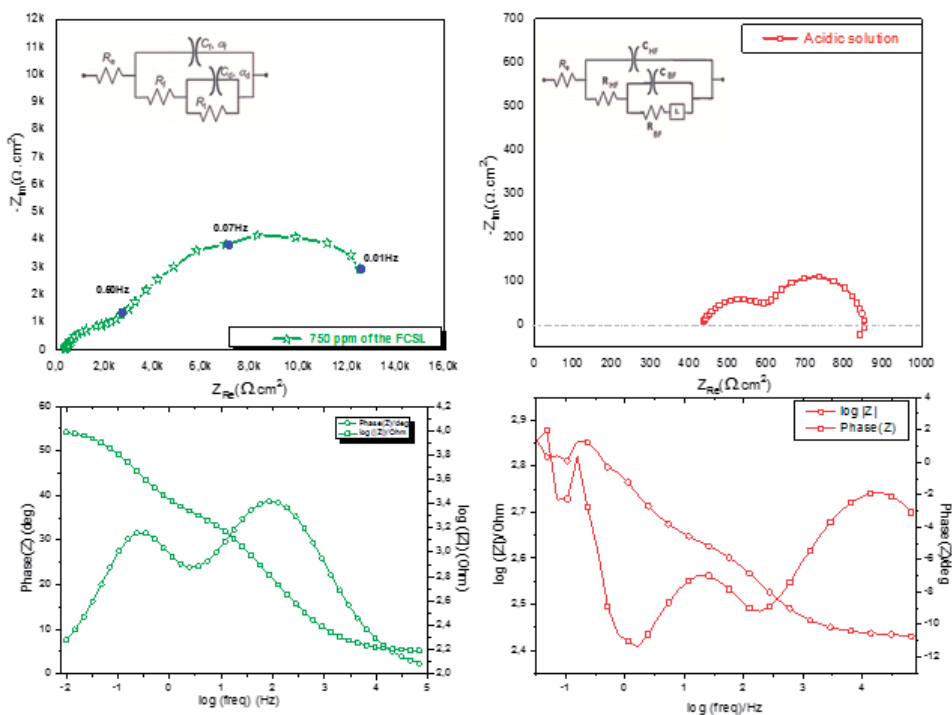 12k
11k
10k
9k
8k
7k
6k
5k
4k
3k
2k
1k
0
-Z_Im(Ω.cm²)
R_e
C_f, α_f
R_f
C_d, α_d
R_t
0.50Hz
0.07Hz
0.01Hz
750 ppm of the FCSL
0,0 2,0k 4,0k 6,0k 8,0k 10,0k 12,0k 14,0k 16,0k
Z_Re(Ω.cm²)
700
600
500
400
300
200
100
0
-Z_Im(Ω.cm²)
Acidic solution
R_e
C_HF
R_HF
C_BF
R_BF
L
0 100 200 300 400 500 600 700 800 900 1000
Z_Re(Ω.cm²)
60
50
40
30
20
10
0
Phase(Z) (deg)
Phase(Z)/deg
log (|Z|)/Ohm
4,2
4,0
3,8
3,6
3,4
3,2
3,0
2,8
2,6
2,4
2,2
2,0
log (|Z|)(Ohm)
-2 -1 0 1 2 3 4 5
log (freq) (Hz)
2,9
2,8
2,7
2,6
2,5
2,4
log (|Z|)/Ohm
log |Z|
Phase(Z)
4
2
0
-2
-4
-6
-8
-10
-12
Phase(Z)/deg
-1 0 1 2 3 4
log (freq)/Hz